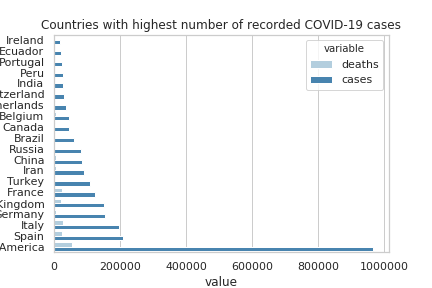 Countries with highest number of recorded COVID-19 cases
variable
deaths
cases
Ireland
Ecuador
Portugal
Peru
India
tzerland
herlands
Belgium
Canada
Brazil
Russia
China
Iran
Turkey
France
Kingdom
Germany
Italy
Spain
America
0 200000 400000 600000 800000 1000000
value